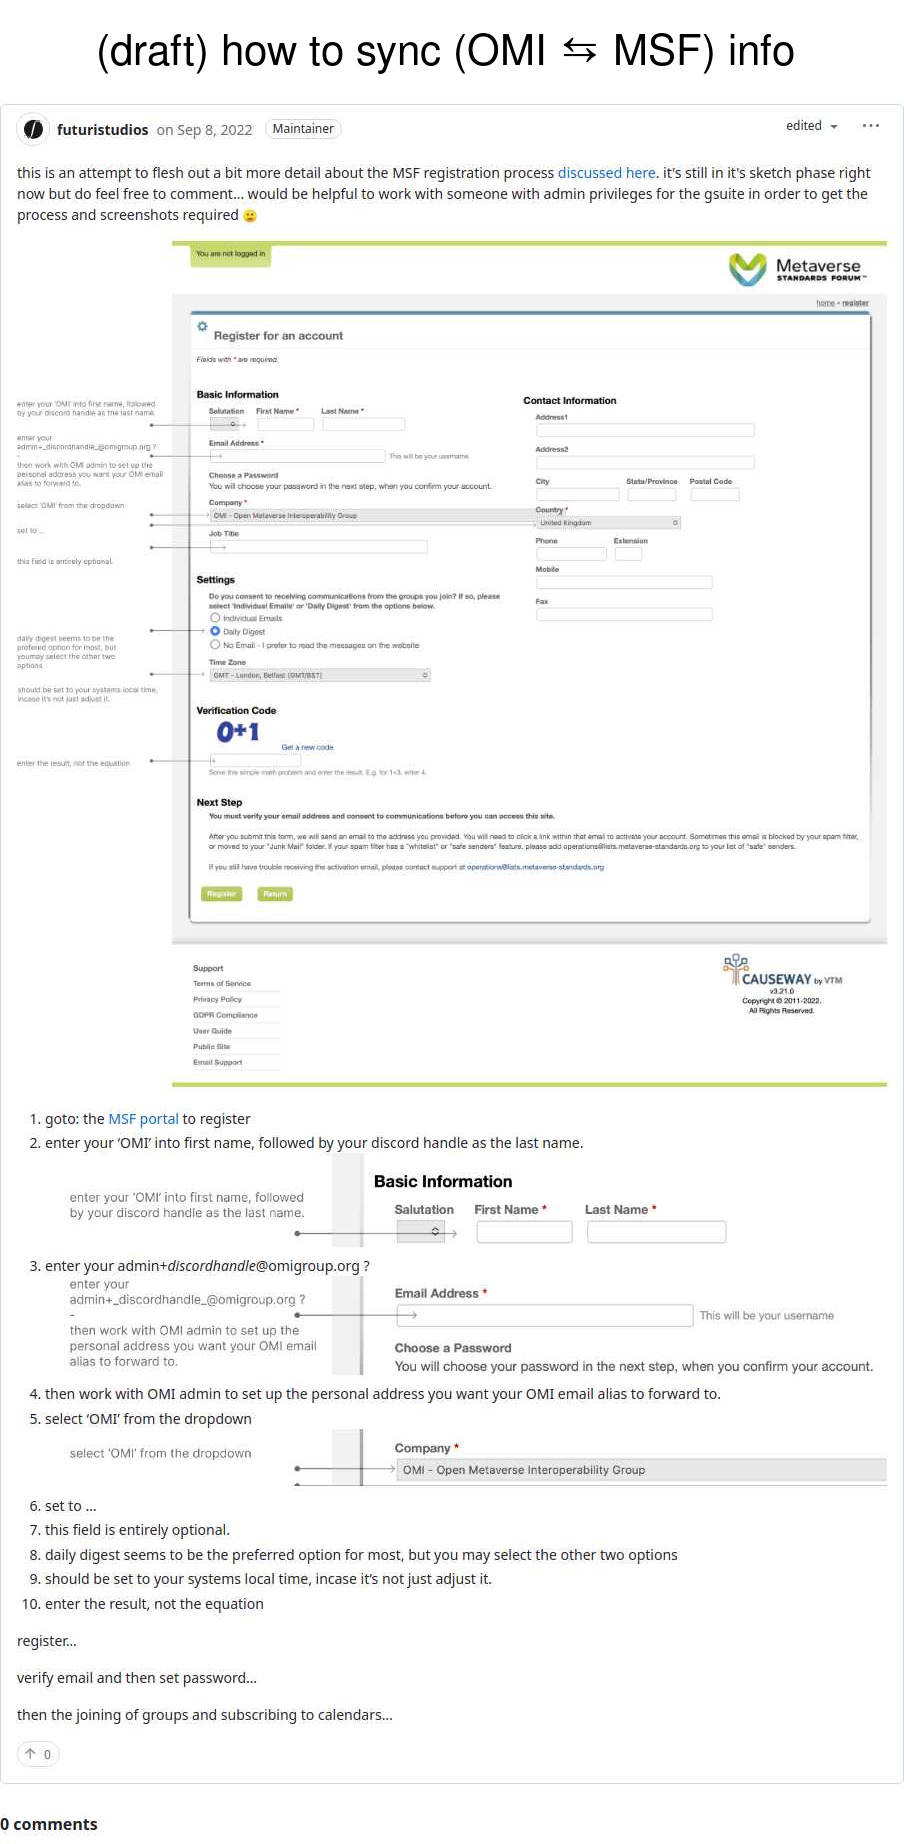 (draft) how to sync (OMI ⇆ MSF) info
futuristudios on Sep 8, 2022 Maintainer
edited
this is an attempt to flesh out a bit more detail about the MSF registration process discussed here. it's still in it's sketch phase right
now but do feel free to comment... would be helpful to work with someone with admin privileges for the gsuite in order to get the
process and screenshots required 🙂
You are not logged in
Metaverse
STANDARDS FORUM™
home • register
Register for an account
Fields with * are required.
enter your 'OMI' into first name, followed
by your discord handle as the last name.
enter your
admin+_discordhandle_@omigroup.org ?
-
then work with OMI admin to set up the
personal address you want your OMI email
alias to forward to.
select 'OMI' from the dropdown
set to ...
this field is entirely optional.
daily digest seems to be the
prefered option for most, but
youmay select the other two
options
should be set to your systems local time,
incase it's not just adjust it.
enter the result, not the equation
Basic Information
Salutation First Name * Last Name *
Email Address *
This will be your username
Choose a Password
You will choose your password in the next step, when you confirm your account.
Company *
OMI - Open Metaverse Interoperability Group
Job Title
Contact Information
Address1
Address2
City State/Province Postal Code
Country *
United Kingdom
Phone Extension
Mobile
Fax
Settings
Do you consent to receiving communications from the groups you join? If so, please
select 'Individual Emails' or 'Daily Digest' from the options below.
Individual Emails
Daily Digest
No Email - I prefer to read the messages on the website
Time Zone
GMT - London, Belfast (GMT/BST)
Verification Code
0+1
Get a new code
Solve this simple math problem and enter the result. E.g. for 1+3, enter 4.
Next Step
You must verify your email address and consent to communications before you can access this site.
After you submit this form, we will send an email to the address you provided. You will need to click a link within that email to activate your account. Sometimes this email is blocked by your spam filter,
or moved to your "Junk Mail" folder. If your spam filter has a "whitelist" or "safe senders" feature, please add operations@lists.metaverse-standards.org to your list of "safe" senders.
If you still have trouble receiving the activation email, please contact support at operations@lists.metaverse-standards.org
Register Return
Support
Terms of Service
Privacy Policy
GDPR Compliance
User Guide
Public Site
Email Support
CAUSEWAY by VTM
v3.21.0
Copyright © 2011-2022.
All Rights Reserved.
1. goto: the MSF portal to register
2. enter your ‘OMI’ into first name, followed by your discord handle as the last name.
enter your 'OMI' into first name, followed
by your discord handle as the last name.
Basic Information
Salutation First Name * Last Name *
3. enter your admin+discordhandle@omigroup.org ?
enter your
admin+_discordhandle_@omigroup.org ?
-
then work with OMI admin to set up the
personal address you want your OMI email
alias to forward to.
Email Address *
This will be your username
Choose a Password
You will choose your password in the next step, when you confirm your account.
4. then work with OMI admin to set up the personal address you want your OMI email alias to forward to.
5. select ‘OMI’ from the dropdown
select 'OMI' from the dropdown
Company *
OMI - Open Metaverse Interoperability Group
6. set to ...
7. this field is entirely optional.
8. daily digest seems to be the preferred option for most, but you may select the other two options
9. should be set to your systems local time, incase it’s not just adjust it.
10. enter the result, not the equation
register...
verify email and then set password...
then the joining of groups and subscribing to calendars...
↑ 0
0 comments